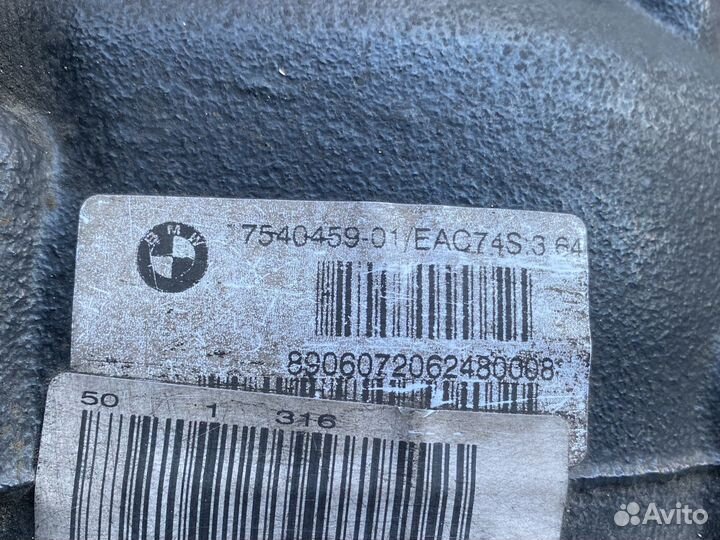 BMW
7540459-01/EAC74S:3 64
8906072062480008
50 1 316
Avito